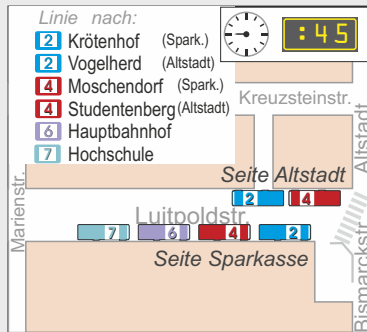 Linie nach:
2 Krötenhof (Spark.)
2 Vogelherd (Altstadt)
4 Moschendorf (Spark.)
4 Studentenberg (Altstadt)
6 Hauptbahnhof
7 Hochschule
:45
Kreuzsteinstr.
Altstadt
Seite Altstadt
2 4
Marienstr.
Luitpoldstr.
7 6 4 2
Seite Sparkasse
Bismarckstr.